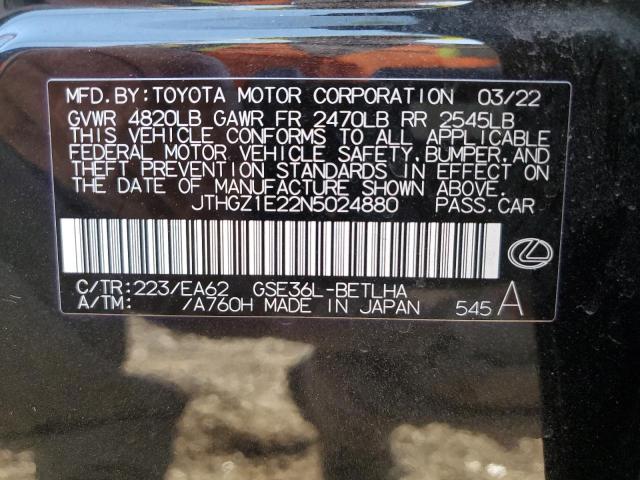 MFD. BY: TOYOTA MOTOR CORPORATION 03/22
GVWR 4820LB GAWR FR 2470LB RR 2545LB
THIS VEHICLE CONFORMS TO ALL APPLICABLE
FEDERAL MOTOR VEHICLE SAFETY, BUMPER, AND
THEFT PREVENTION STANDARDS IN EFFECT ON
THE DATE OF MANUFACTURE SHOWN ABOVE.
JTHGZ1E22N5024880 PASS. CAR
C/TR: 223/EA62 GSE36L-BETLHA
A/TM: /A760H MADE IN JAPAN 545 A